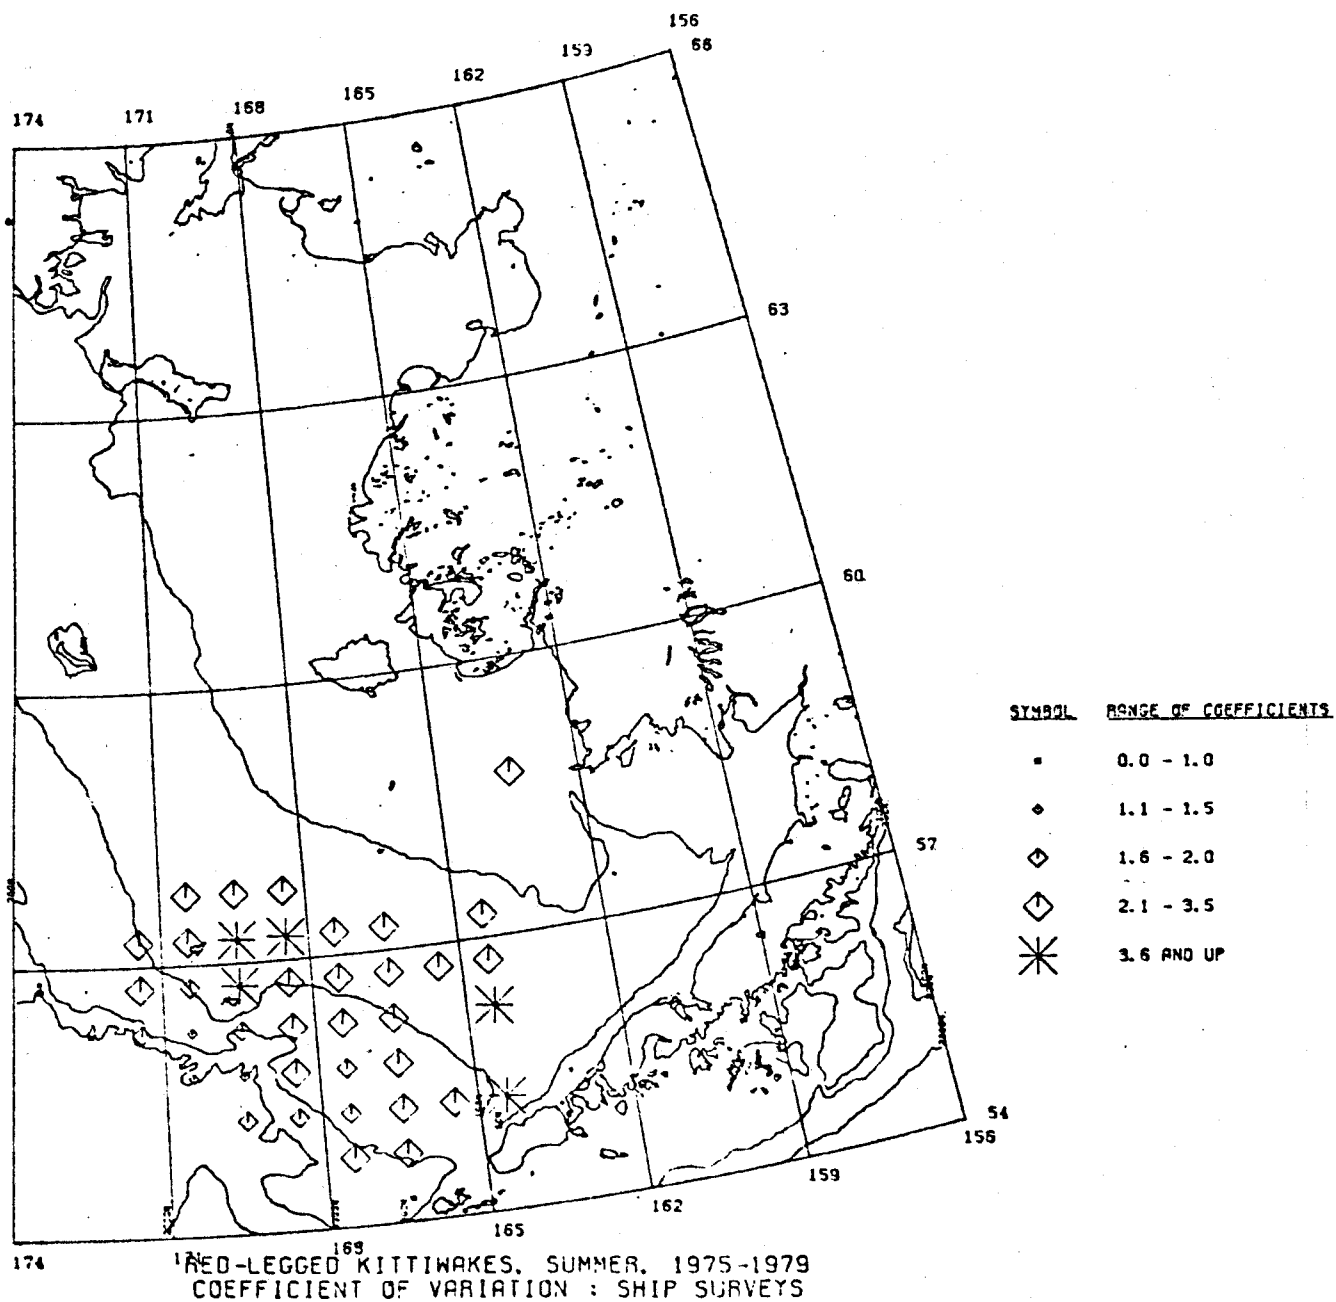 156
66
159
162
165
168
171
174
63
60
SYMBOL RANGE OF COEFFICIENTS
0.0 - 1.0
1.1 - 1.5
1.6 - 2.0
2.1 - 3.5
3.6 AND UP
57
54
156
159
162
165
168
171
174
RED-LEGGED KITTIWAKES, SUMMER, 1975-1979
COEFFICIENT OF VARIATION : SHIP SURVEYS